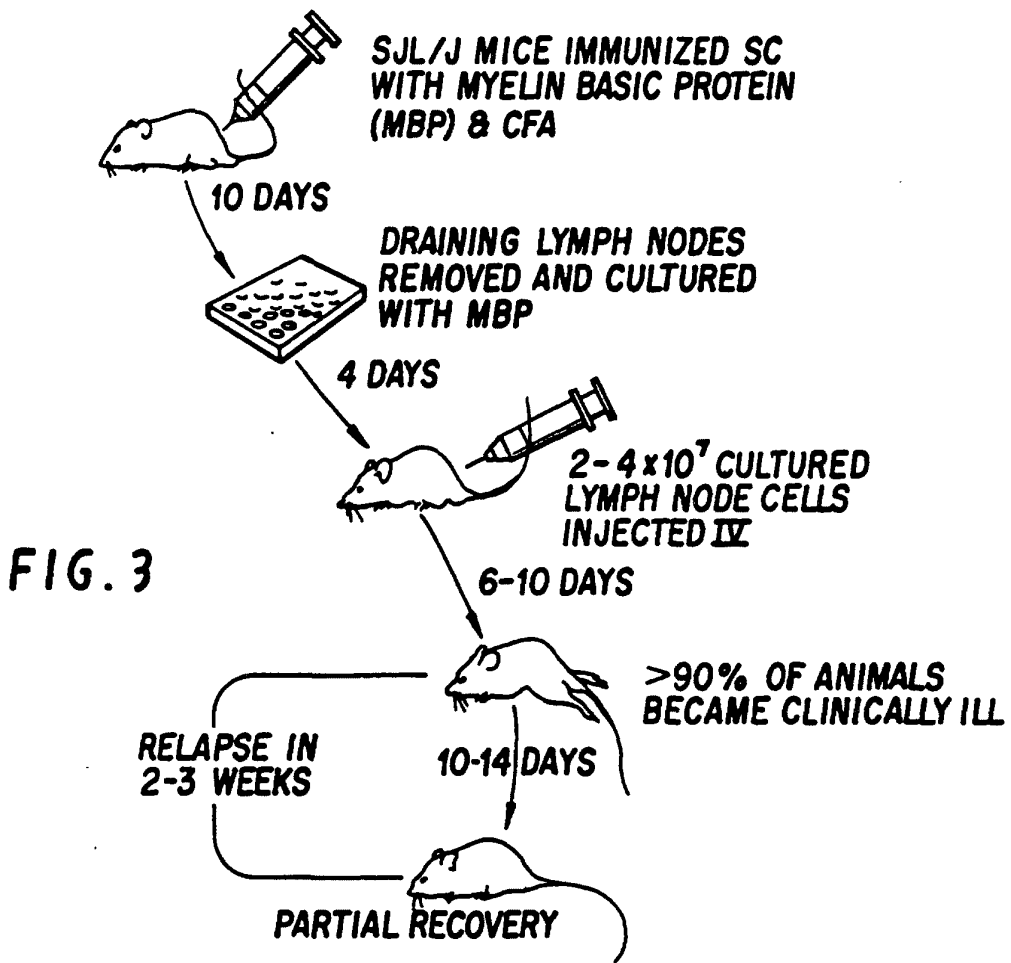 SJL/J MICE IMMUNIZED SC
WITH MYELIN BASIC PROTEIN
(MBP) & CFA
10 DAYS
DRAINING LYMPH NODES
REMOVED AND CULTURED
WITH MBP
4 DAYS
2-4x10⁷ CULTURED
LYMPH NODE CELLS
INJECTED IV
FIG. 3
6-10 DAYS
>90% OF ANIMALS
BECAME CLINICALLY ILL
RELAPSE IN
2-3 WEEKS
10-14 DAYS
PARTIAL RECOVERY